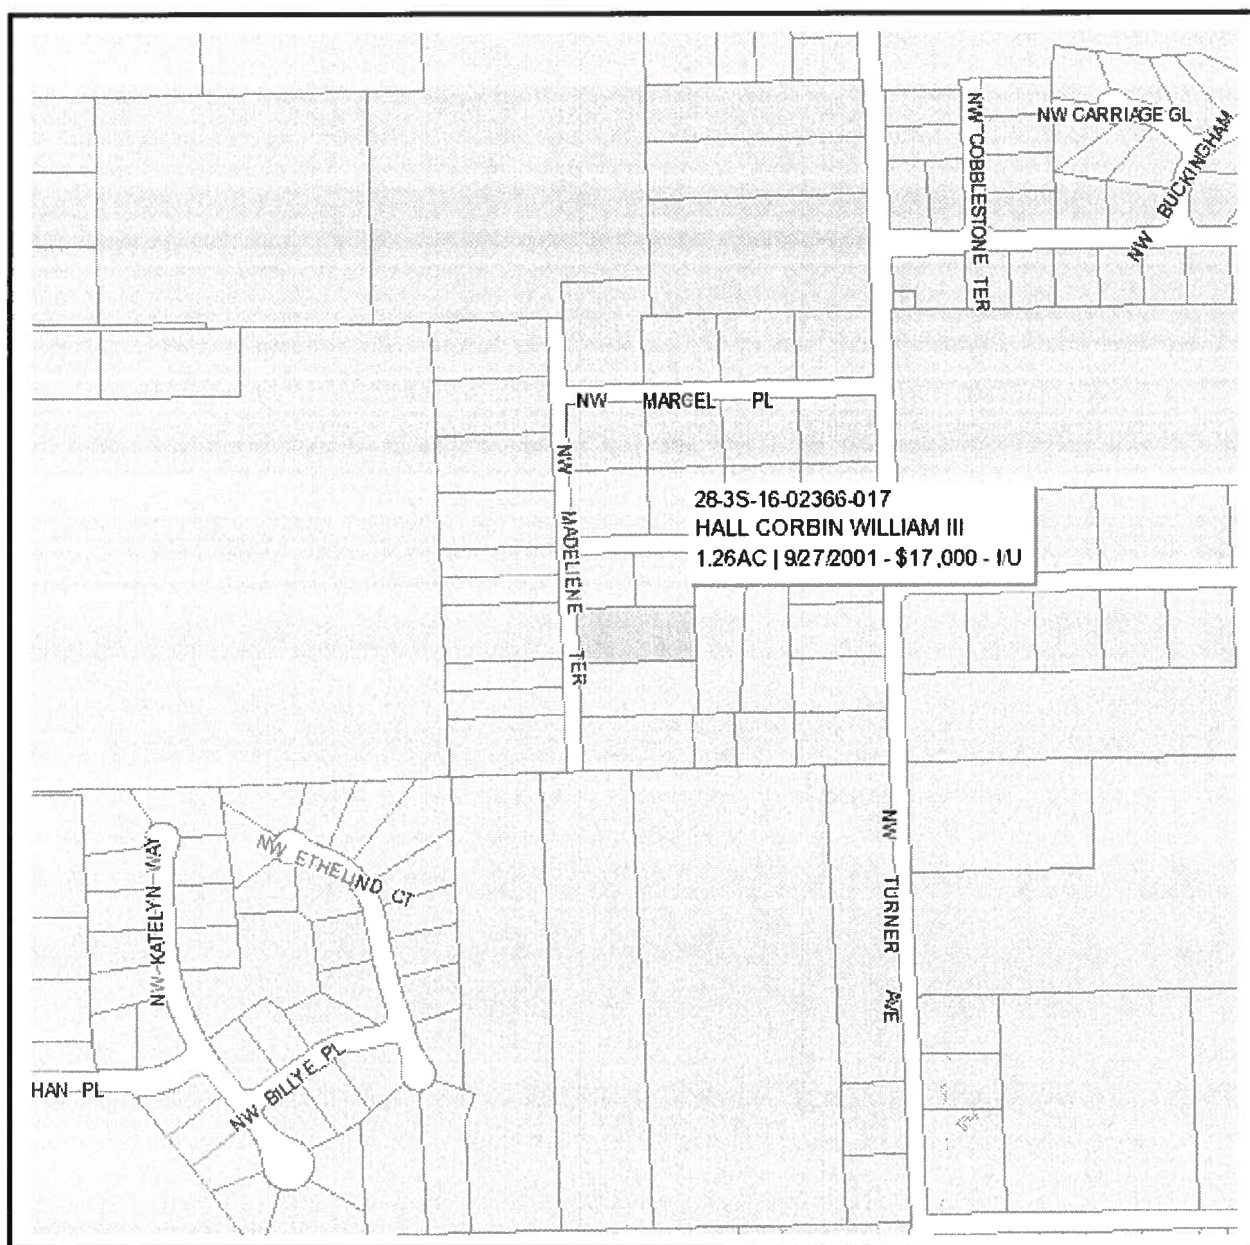 NW CARRIAGE GL
NW COBBLESTONE TER
NW BUCKINGHAM
NW MARGEL PL
28-3S-16-02366-017
HALL CORBIN WILLIAM III
1.26AC | 9/27/2001 - $17,000 - I/U
NW MADELIENE TER
NW TURNER AVE
NW KATELYN WAY
NW ETHELIND CT
HAN PL
NW BILLYE PL